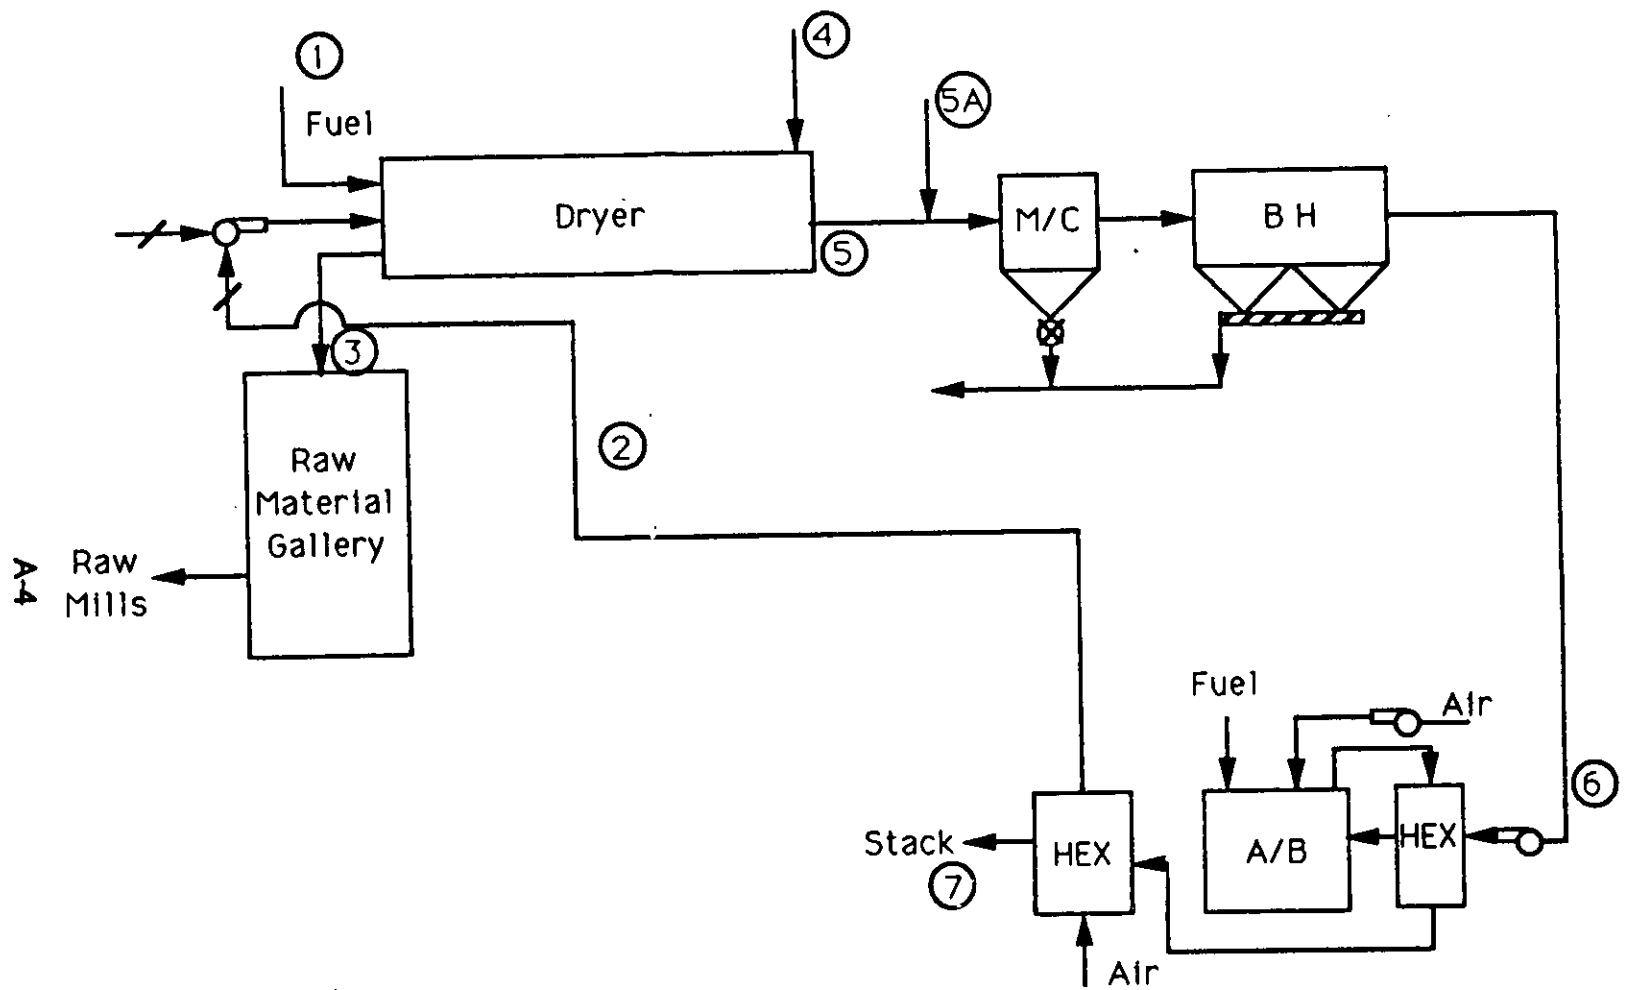 1
Fuel
4
5A
Dryer
M/C
BH
5
3
2
Raw
Material
Gallery
Raw
Mills
A-4
Fuel
Air
6
Stack
HEX
A/B
HEX
7
Air